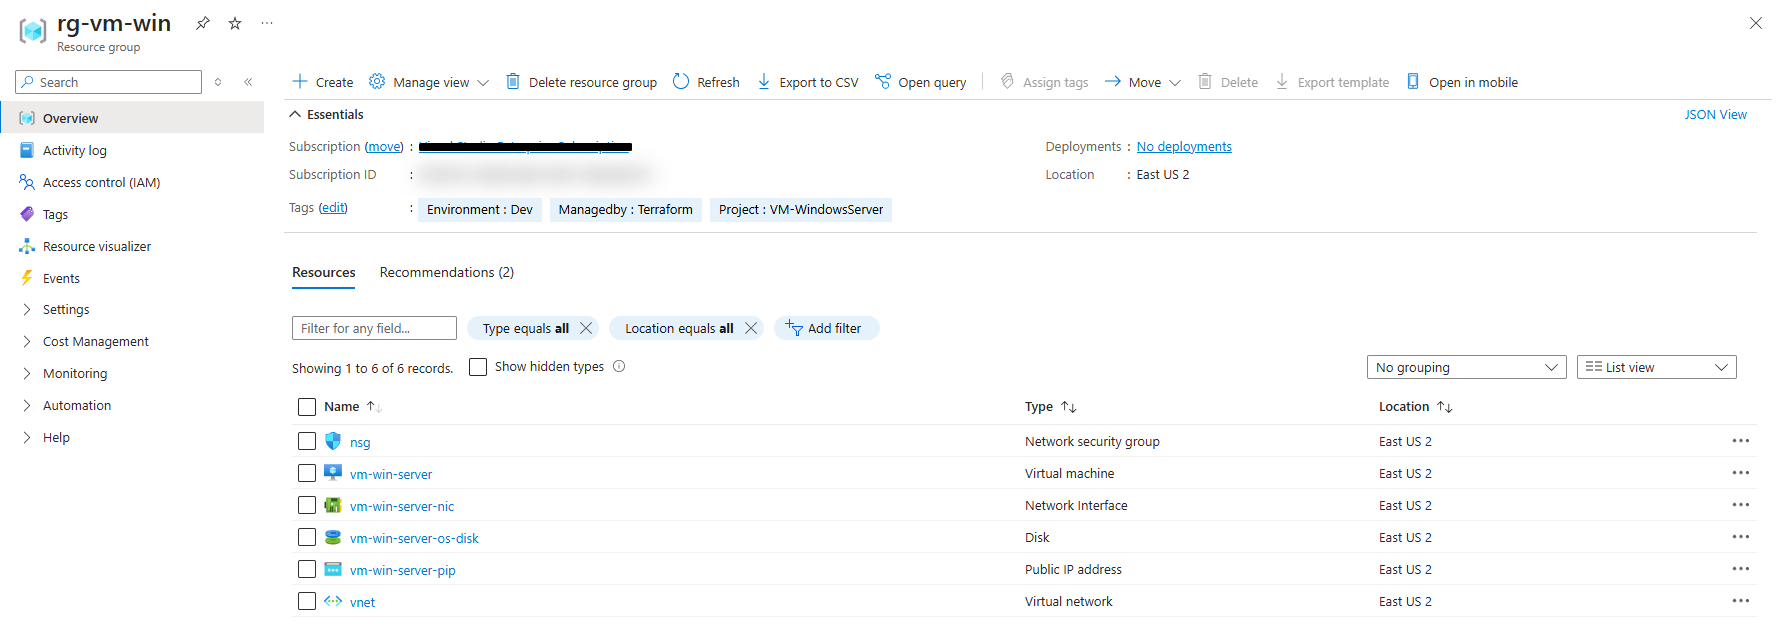 rg-vm-win
Resource group
Search
Overview
Activity log
Access control (IAM)
Tags
Resource visualizer
Events
Settings
Cost Management
Monitoring
Automation
Help
Create Manage view Delete resource group Refresh Export to CSV Open query Assign tags Move Delete Export template Open in mobile
Essentials JSON View
Subscription (move) : Deployments : No deployments
Subscription ID : Location : East US 2
Tags (edit) : Environment : Dev Managedby : Terraform Project : VM-WindowsServer
Resources Recommendations (2)
Filter for any field... Type equals all Location equals all Add filter
Showing 1 to 6 of 6 records. Show hidden types No grouping List view
Name Type Location
nsg Network security group East US 2
vm-win-server Virtual machine East US 2
vm-win-server-nic Network Interface East US 2
vm-win-server-os-disk Disk East US 2
vm-win-server-pip Public IP address East US 2
vnet Virtual network East US 2